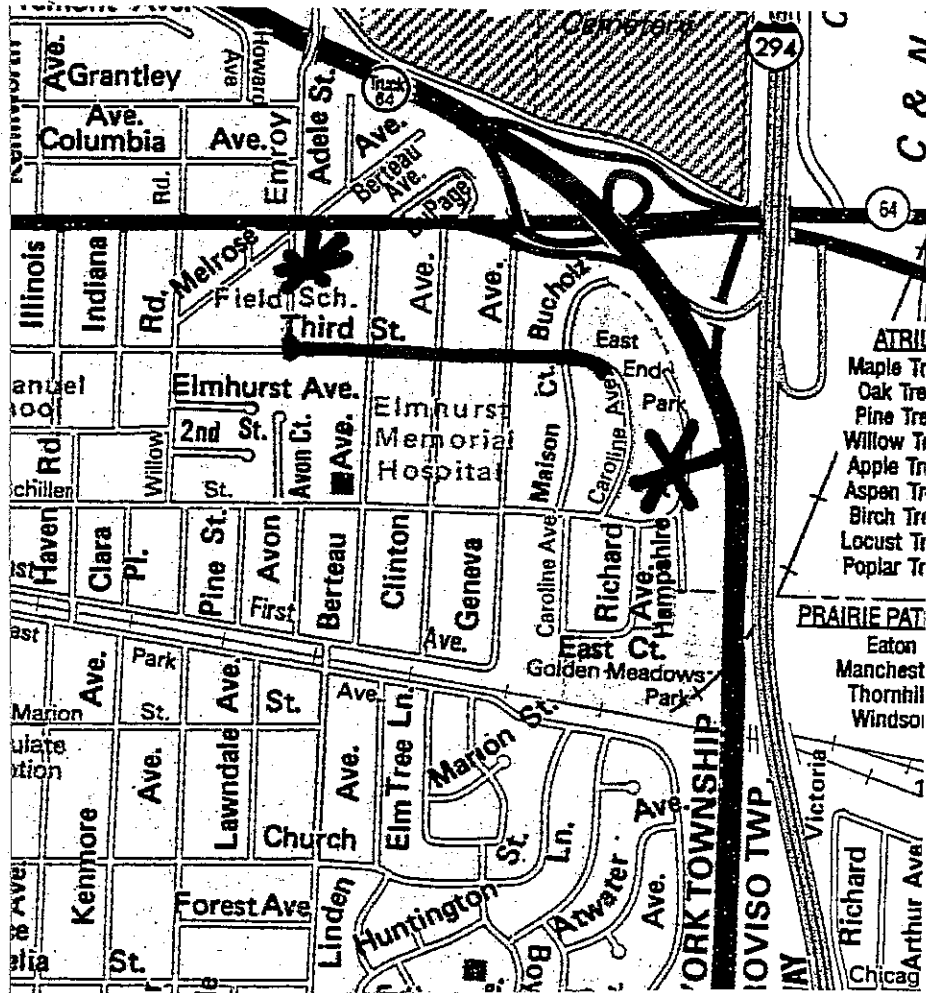 Cemetery
294
Ave.
Grantley
Ave
Howard
Truck
64
Ave.
Columbia
Ave.
Emroy
Adele St.
Ave.
Berteau
Ave.
Rd.
DuPage
64
C & N
Illinois
Indiana
Rd.
Melrose
Field Sch.
Third St.
Ave.
Ave.
Bucholz
Ct.
East
End
Park
Maple Tr
Oak Tre
Pine Tre
Willow Tr
Apple Tr
Aspen Tr
Birch Tre
Locust Tr
Poplar Tr
Elmhurst Ave.
2nd St.
Avon Ct.
Ave.
Elmhurst
Memorial
Hospital
Maison
Caroline Ave
Rd
Schiller
Willow
St.
Haven
Clara
Pl.
Pine St.
Avon
First
Berteau
Clinton
Geneva
Ave.
Caroline Ave
Richard
Ave.
Hampshire
East Ct.
Golden Meadows
Park
PRAIRIE PAT
Eaton
Manchest
Thornhil
Windsor
Park
St.
Ave.
Ave.
St.
Ave
Marion
Elm Tree Ln.
Marion St.
Ave.
Lawndale
Church
Ave.
St.
Ln.
Ave.
YORK TOWNSHIP
PROVISO TWP.
Victoria
Kenmore
Forest Ave
Linden
Huntington
Atwater
Ave.
Richard
Arthur Ave
St.
Chicag